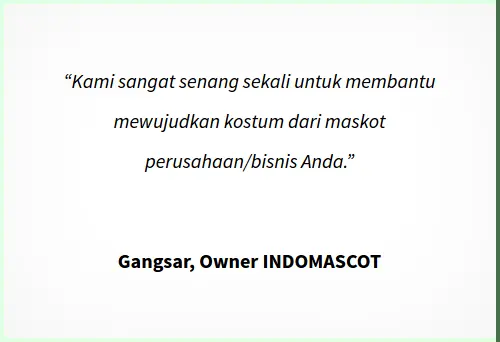 “Kami sangat senang sekali untuk membantu
mewujudkan kostum dari maskot
perusahaan/bisnis Anda.”
Gangsar, Owner INDOMASCOT